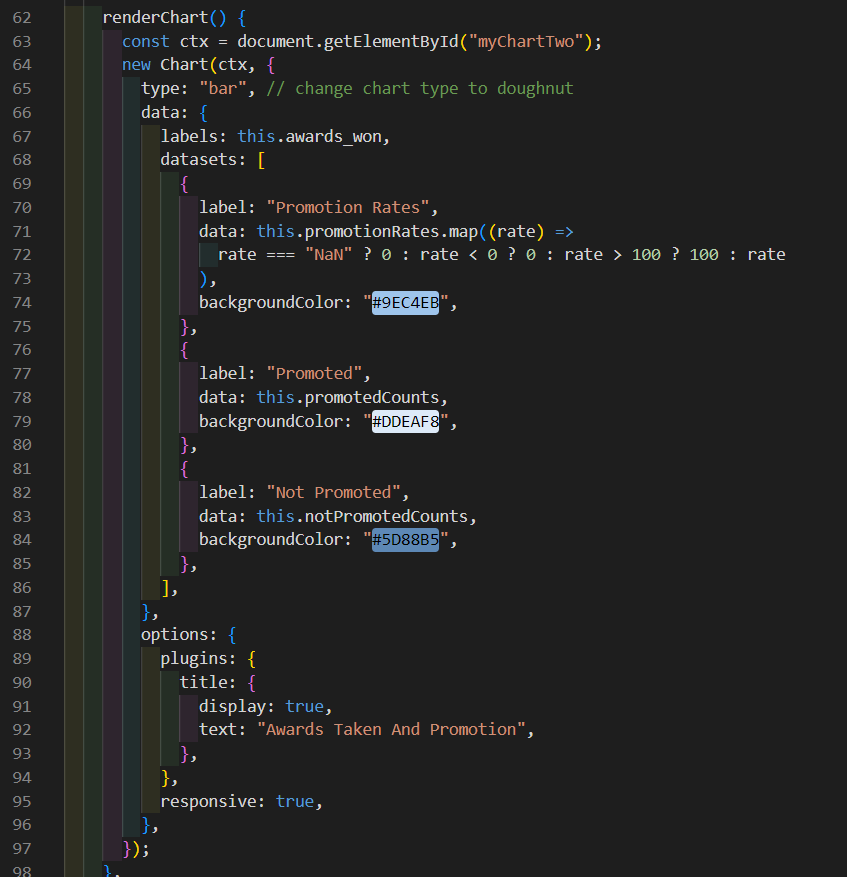 62 renderChart() {
63 const ctx = document.getElementById("myChartTwo");
64 new Chart(ctx, {
65 type: "bar", // change chart type to doughnut
66 data: {
67 labels: this.awards_won,
68 datasets: [
69 {
70 label: "Promotion Rates",
71 data: this.promotionRates.map((rate) =>
72 rate === "NaN" ? 0 : rate < 0 ? 0 : rate > 100 ? 100 : rate
73 ),
74 backgroundColor: "#9EC4EB",
75 },
76 {
77 label: "Promoted",
78 data: this.promotedCounts,
79 backgroundColor: "#DDEAF8",
80 },
81 {
82 label: "Not Promoted",
83 data: this.notPromotedCounts,
84 backgroundColor: "#5D88B5",
85 },
86 ],
87 },
88 options: {
89 plugins: {
90 title: {
91 display: true,
92 text: "Awards Taken And Promotion",
93 },
94 },
95 responsive: true,
96 },
97 });
98 },